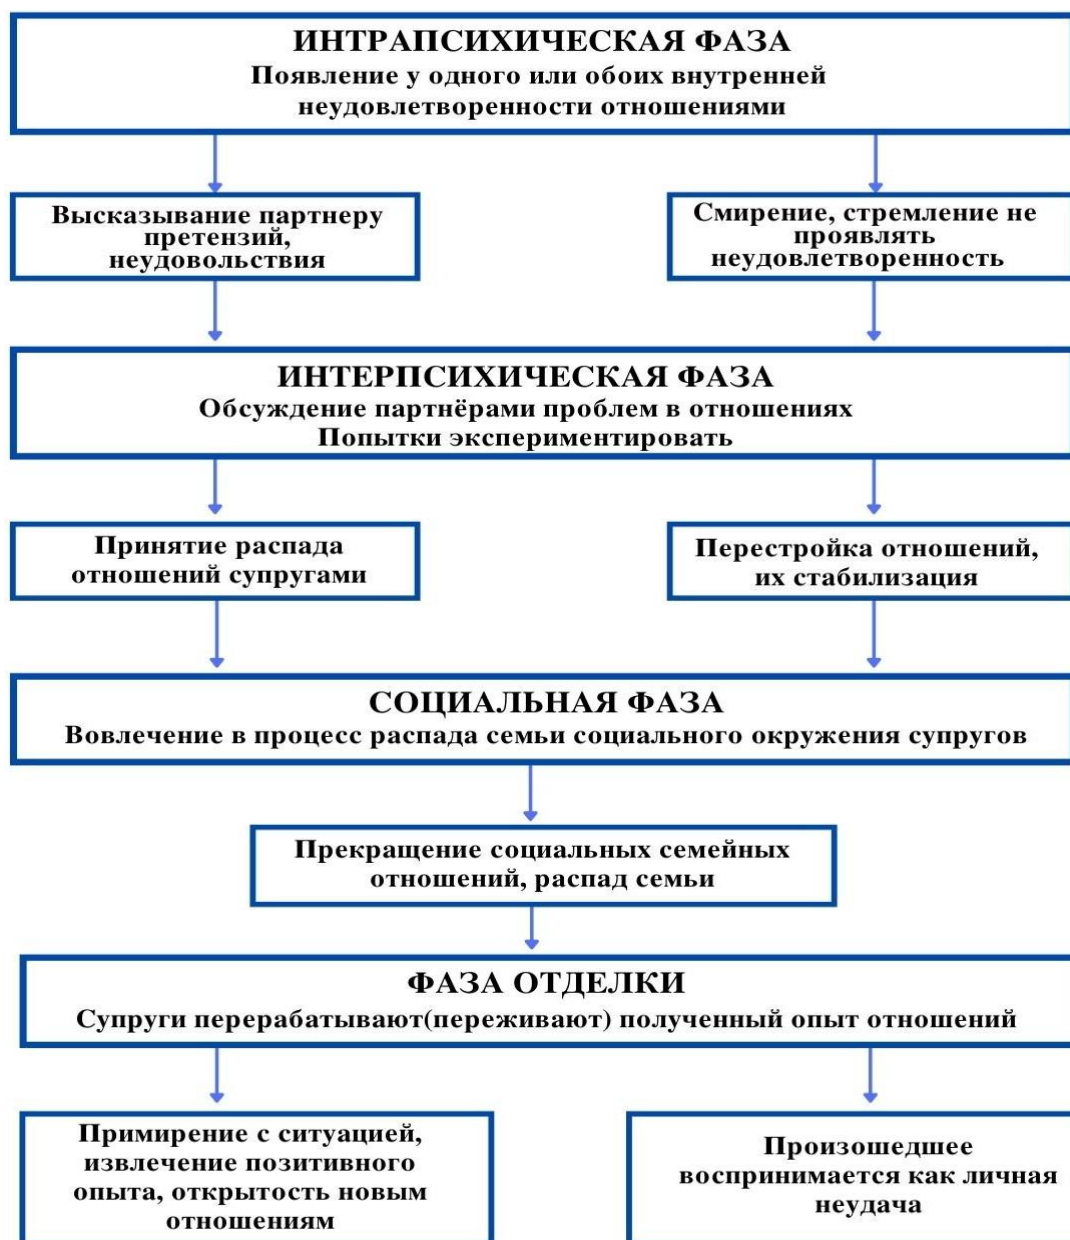 ИНТРАПСИХИЧЕСКАЯ ФАЗА
Появление у одного или обоих внутренней
неудовлетворенности отношениями
Высказывание партнеру
претензий,
неудовольствия
Смирение, стремление не
проявлять
неудовлетворенность
ИНТЕРПСИХИЧЕСКАЯ ФАЗА
Обсуждение партнёрами проблем в отношениях
Попытки экспериментировать
Принятие распада
отношений супругами
Перестройка отношений,
их стабилизация
СОЦИАЛЬНАЯ ФАЗА
Вовлечение в процесс распада семьи социального окружения супругов
Прекращение социальных семейных
отношений, распад семьи
ФАЗА ОТДЕЛКИ
Супруги перерабатывают(переживают) полученный опыт отношений
Примирение с ситуацией,
извлечение позитивного
опыта, открытость новым
отношениям
Произошедшее
воспринимается как личная
неудача